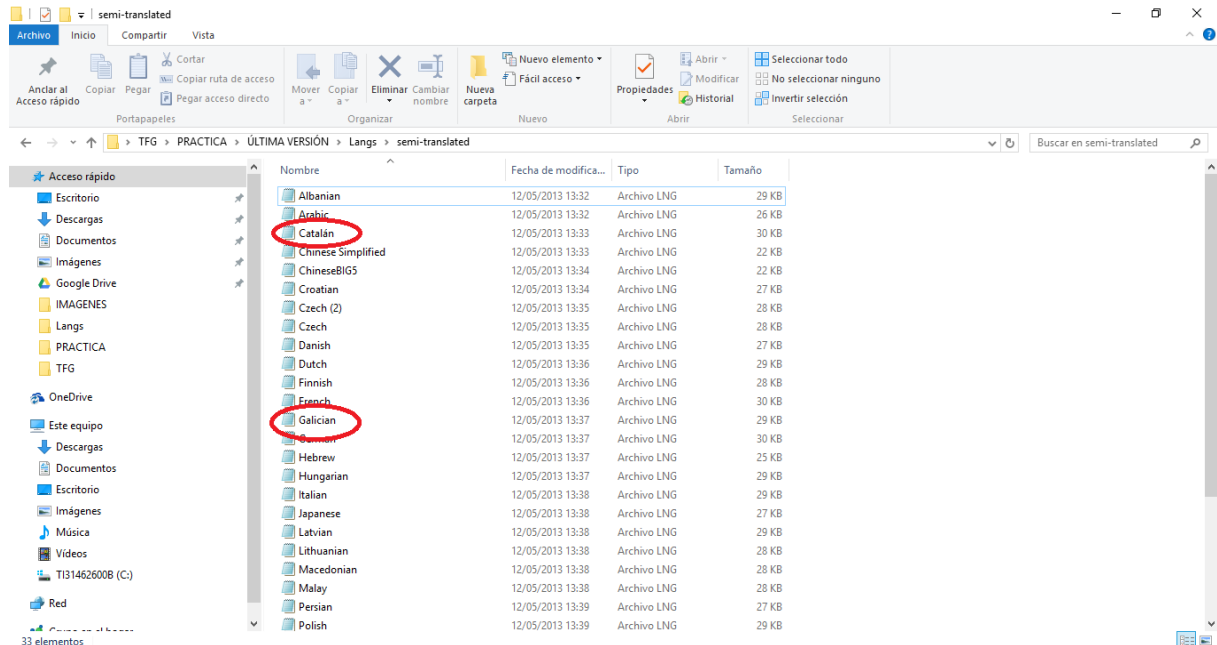 semi-translated
Archivo Inicio Compartir Vista
Anclar al Acceso rápido
Copiar
Pegar
Cortar
Copiar ruta de acceso
Pegar acceso directo
Portapapeles
Mover a
Copiar a
Eliminar
Cambiar nombre
Organizar
Nueva carpeta
Nuevo elemento
Fácil acceso
Nuevo
Propiedades
Abrir
Modificar
Historial
Abrir
Seleccionar todo
No seleccionar ninguno
Invertir selección
Seleccionar
TFG > PRACTICA > ÚLTIMA VERSIÓN > Langs > semi-translated
Buscar en semi-translated
Acceso rápido
Escritorio
Descargas
Documentos
Imágenes
Google Drive
IMAGENES
Langs
PRACTICA
TFG
OneDrive
Este equipo
Descargas
Documentos
Escritorio
Imágenes
Música
Vídeos
TI31462600B (C:)
Red
Nombre Fecha de modifica... Tipo Tamaño
Albanian 12/05/2013 13:32 Archivo LNG 29 KB
Arabic 12/05/2013 13:32 Archivo LNG 26 KB
Catalán 12/05/2013 13:33 Archivo LNG 30 KB
Chinese Simplified 12/05/2013 13:33 Archivo LNG 22 KB
ChineseBIG5 12/05/2013 13:34 Archivo LNG 22 KB
Croatian 12/05/2013 13:34 Archivo LNG 27 KB
Czech (2) 12/05/2013 13:35 Archivo LNG 28 KB
Czech 12/05/2013 13:35 Archivo LNG 28 KB
Danish 12/05/2013 13:35 Archivo LNG 27 KB
Dutch 12/05/2013 13:36 Archivo LNG 29 KB
Finnish 12/05/2013 13:36 Archivo LNG 28 KB
French 12/05/2013 13:36 Archivo LNG 30 KB
Galician 12/05/2013 13:37 Archivo LNG 29 KB
German 12/05/2013 13:37 Archivo LNG 30 KB
Hebrew 12/05/2013 13:37 Archivo LNG 25 KB
Hungarian 12/05/2013 13:37 Archivo LNG 29 KB
Italian 12/05/2013 13:38 Archivo LNG 29 KB
Japanese 12/05/2013 13:38 Archivo LNG 27 KB
Latvian 12/05/2013 13:38 Archivo LNG 29 KB
Lithuanian 12/05/2013 13:38 Archivo LNG 28 KB
Macedonian 12/05/2013 13:38 Archivo LNG 28 KB
Malay 12/05/2013 13:38 Archivo LNG 28 KB
Persian 12/05/2013 13:39 Archivo LNG 27 KB
Polish 12/05/2013 13:39 Archivo LNG 29 KB
33 elementos